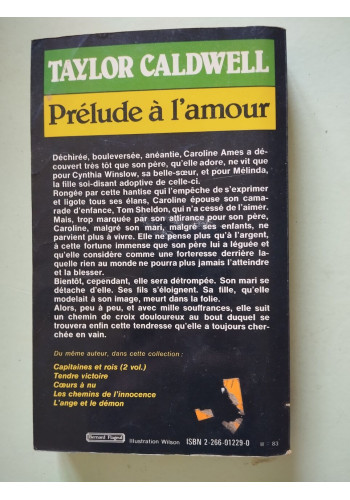 TAYLOR CALDWELL
Prélude à l'amour
Déchirée, bouleversée, anéantie, Caroline Ames a dé-
couvert très tôt que son père, qu'elle adore, ne vit que
pour Cynthia Winslow, sa belle-sœur, et pour Mélinda,
la fille soi-disant adoptive de celle-ci.
Rongée par cette hantise qui l'empêche de s'exprimer
et ligote tous ses élans, Caroline épouse son cama-
rade d'enfance, Tom Sheldon, qui n'a cessé de l'aimer.
Mais, trop marquée par son attirance pour son père,
Caroline, malgré son mari, malgré ses enfants, ne
parvient plus à vivre. Elle ne pense plus qu'à l'argent,
à cette fortune immense que son père lui a léguée et
qu'elle considère comme une forteresse derrière la-
quelle rien au monde ne pourra plus jamais l'atteindre
et la blesser.
Bientôt, cependant, elle sera détrompée. Son mari se
détache d'elle. Ses fils s'éloignent. Sa fille, qu'elle
modelait à son image, meurt dans la folie.
Alors, peu à peu, et avec mille souffrances, elle suit
un chemin de croix douloureux au bout duquel se
trouvera enfin cette tendresse qu'elle a toujours cher-
chée en vain.
Du même auteur, dans cette collection :
Capitaines et rois (2 vol.)
Tendre victoire
Cœurs à nu
Les chemins de l'innocence
L'ange et le démon
Illustration Wilson
ISBN 2-266-01229-0
83